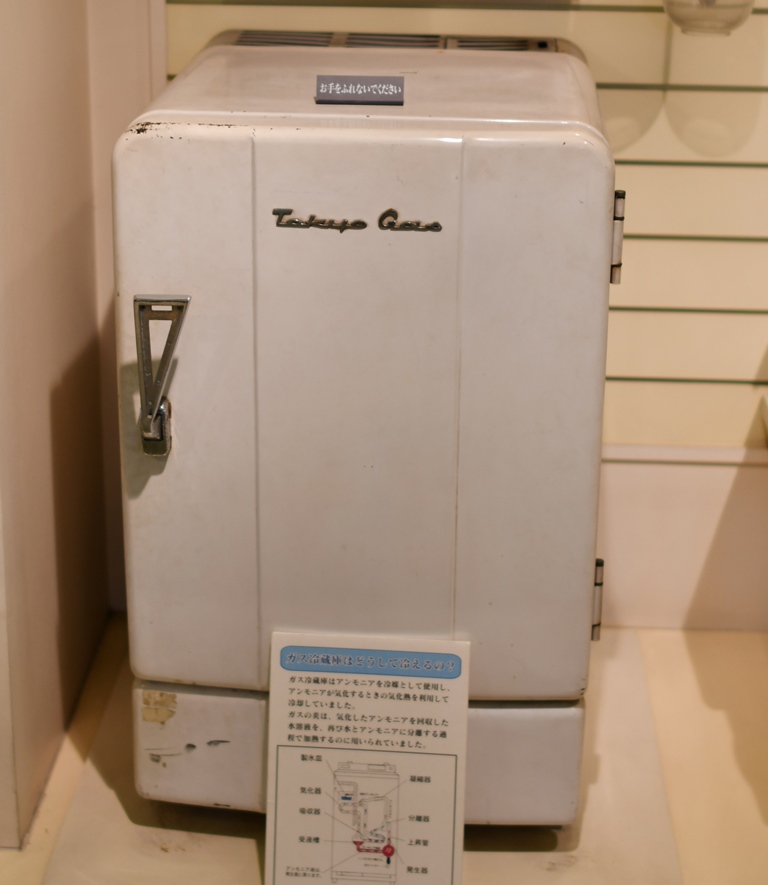 お手をふれないでください
Tokyo Gas
ガス冷蔵庫はどうして冷えるの?
ガス冷蔵庫はアンモニアを冷媒として使用し、
アンモニアが気化するときの気化熱を利用して
冷却していました。
ガスの炎は、気化したアンモニアを回収した
水溶液を、再び水とアンモニアに分離する過
程で加熱するのに用いられていました。
製氷皿
凝縮器
気化器
吸収器
分離器
上昇管
発生器